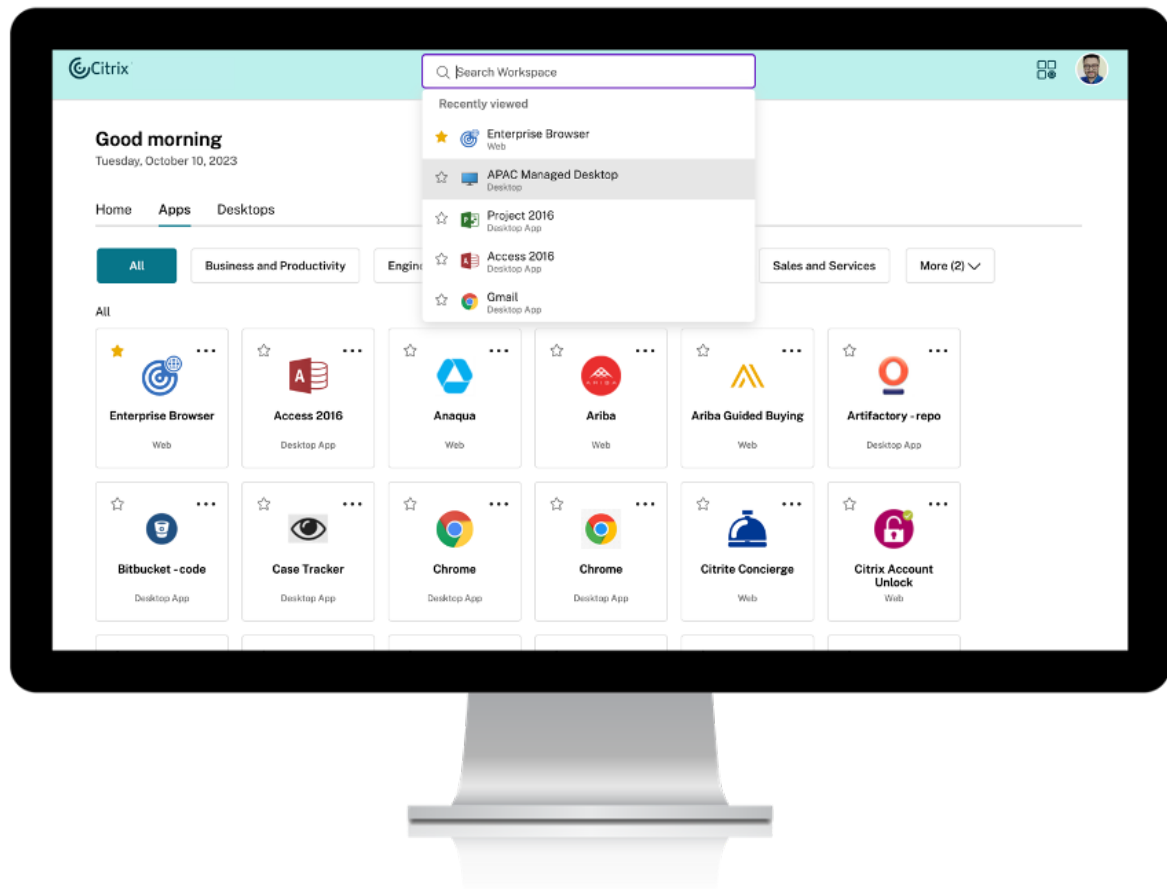 Citrix
Search Workspace
Recently viewed
Enterprise Browser
Web
APAC Managed Desktop
Desktop
Project 2016
Desktop App
Access 2016
Desktop App
Gmail
Desktop App
Good morning
Tuesday, October 10, 2023
Home Apps Desktops
All Business and Productivity Engin Sales and Services More (2)
All
Enterprise Browser Access 2016 Anaqua Ariba Ariba Guided Buying Artifactory - repo
Web Desktop App Web Web Web Desktop App
Bitbucket - code Case Tracker Chrome Chrome Citrite Concierge Citrix Account
Unlock
Desktop App Desktop App Desktop App Desktop App Web Web